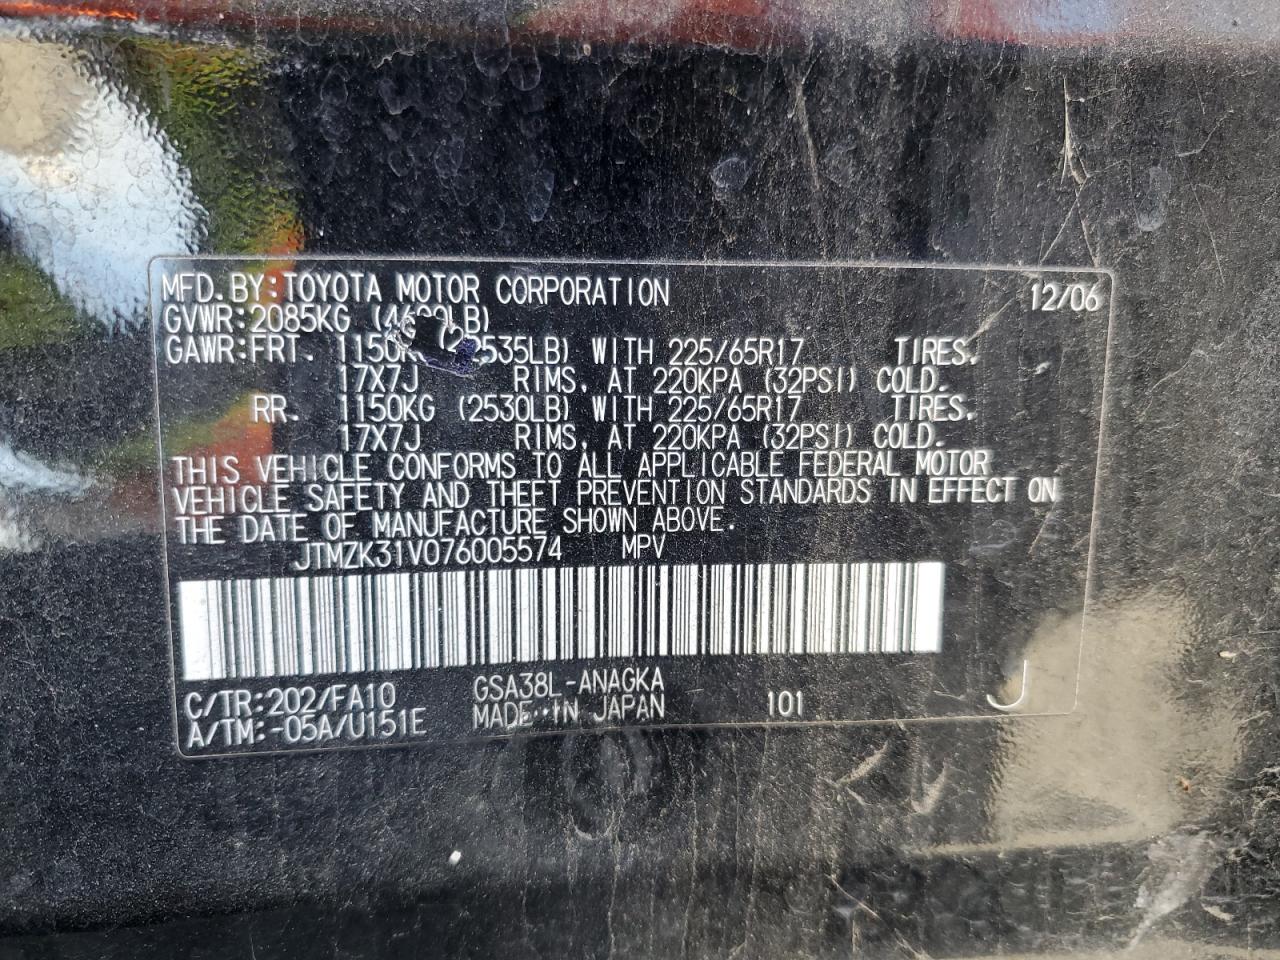 MFD. BY: TOYOTA MOTOR CORPORATION 12/06
GVWR: 2085KG
GAWR: FRT. 1150K 2535LB) WITH 225/65R17 TIRES.
17X7J RIMS, AT 220KPA (32PSI) COLD.
RR. 1150KG (2530LB) WITH 225/65R17 TIRES,
17X7J RIMS, AT 220KPA (32PSI) COLD.
THIS VEHICLE CONFORMS TO ALL APPLICABLE FEDERAL MOTOR
VEHICLE SAFETY AND THEFT PREVENTION STANDARDS IN EFFECT ON
THE DATE OF MANUFACTURE SHOWN ABOVE.
JTMZK31V076005574 MPV
C/TR: 202/FA10 GSA38L-ANAGKA
A/TM: -05A/U151E MADE IN JAPAN 101 J